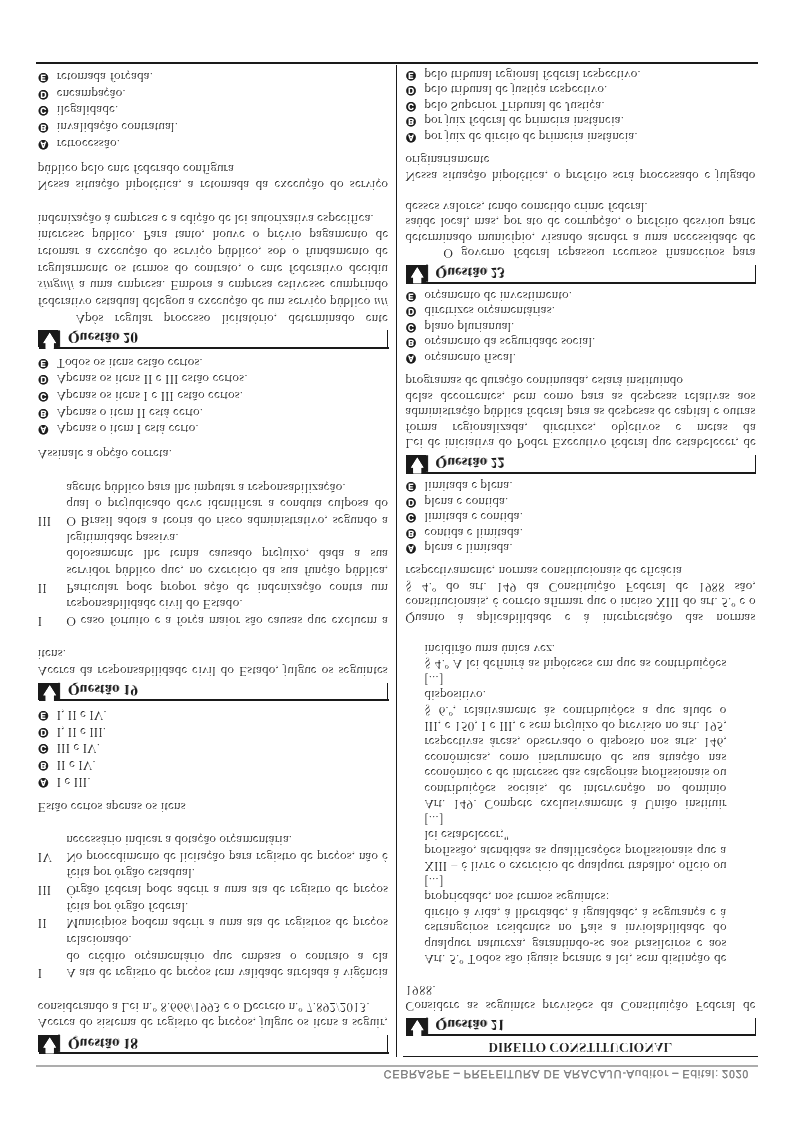 CEBRASPE – PREFEITURA DE ARACAJU-Auditor – Edital: 2020
Questão 18
Acerca do sistema de registro de preços, julgue os itens a seguir,
considerando a Lei n.º 8.666/1993 e o Decreto n.º 7.892/2013.
I A ata de registro de preços tem validade atrelada à vigência
do crédito orçamentário que embasa o contrato a ela
relacionado.
II Municípios podem aderir a uma ata de registros de preços
feita por órgão federal.
III Órgão federal pode aderir a uma ata de registro de preços
feita por órgão estadual.
IV No procedimento de licitação para registro de preços, não é
necessário indicar a dotação orçamentária.
Estão certos apenas os itens
A I e III.
B II e IV.
C III e IV.
D I, II e III.
E I, II e IV.
Questão 19
Acerca da responsabilidade civil do Estado, julgue os seguintes
itens.
I O caso fortuito e a força maior são causas que excluem a
responsabilidade civil do Estado.
II Particular pode propor ação de indenização contra um
servidor público que, no exercício da sua função pública,
dolosamente lhe tenha causado prejuízo, dada a sua
legitimidade passiva.
III O Brasil adota a teoria do risco administrativo, segundo a
qual o prejudicado deve identificar a conduta culposa do
agente público para lhe imputar a responsabilização.
Assinale a opção correta.
A Apenas o item I está certo.
B Apenas o item II está certo.
C Apenas os itens I e III estão certos.
D Apenas os itens II e III estão certos.
E Todos os itens estão certos.
Questão 20
Após regular processo licitatório, determinado ente
federativo estadual delegou a execução de um serviço público uti
singuli a uma empresa. Embora a empresa estivesse cumprindo
regularmente os termos do contrato, o ente federativo decidiu
retomar a execução do serviço público, sob o fundamento de
interesse público. Para tanto, houve o prévio pagamento de
indenização à empresa e a edição de lei autorizativa específica.
Nessa situação hipotética, a retomada da execução do serviço
público pelo ente federado configura
A retrocessão.
B invalidação contratual.
C ilegalidade.
D encampação.
E retomada forçada.
DIREITO CONSTITUCIONAL
Questão 21
Considere as seguintes previsões da Constituição Federal de
1988.
Art. 5.º Todos são iguais perante a lei, sem distinção de
qualquer natureza, garantindo-se aos brasileiros e aos
estrangeiros residentes no País a inviolabilidade do
direito à vida, à liberdade, à igualdade, à segurança e à
propriedade, nos termos seguintes:
[...]
XIII – é livre o exercício de qualquer trabalho, ofício ou
profissão, atendidas as qualificações profissionais que a
lei estabelecer;"
[...]
Art. 149. Compete exclusivamente à União instituir
contribuições sociais, de intervenção no domínio
econômico e de interesse das categorias profissionais ou
econômicas, como instrumento de sua atuação nas
respectivas áreas, observado o disposto nos arts. 146,
III, e 150, I e III, e sem prejuízo do previsto no art. 195,
§ 6.º, relativamente às contribuições a que alude o
dispositivo.
[...]
§ 4.º A lei definirá as hipóteses em que as contribuições
incidirão uma única vez.
Quanto à aplicabilidade e à interpretação das normas
constitucionais, é correto afirmar que o inciso XIII do art. 5.º e o
§ 4.º do art. 149 da Constituição Federal de 1988 são,
respectivamente, normas constitucionais de eficácia
A plena e limitada.
B contida e limitada.
C limitada e contida.
D plena e contida.
E limitada e plena.
Questão 22
Lei de iniciativa do Poder Executivo federal que estabelecer, de
forma regionalizada, diretrizes, objetivos e metas da
administração pública federal para as despesas de capital e outras
delas decorrentes, bem como para as despesas relativas aos
programas de duração continuada, estará instituindo
A orçamento fiscal.
B orçamento da seguridade social.
C plano plurianual.
D diretrizes orçamentárias.
E orçamento de investimento.
Questão 23
O governo federal repassou recursos financeiros para
determinado município, visando atender a uma necessidade de
saúde local, mas, por ato de corrupção, o prefeito desviou parte
desses valores, tendo cometido crime federal.
Nessa situação hipotética, o prefeito será processado e julgado
originariamente
A por juiz de direito de primeira instância.
B por juiz federal de primeira instância.
C pelo Superior Tribunal de Justiça.
D pelo tribunal de justiça respectivo.
E pelo tribunal regional federal respectivo.